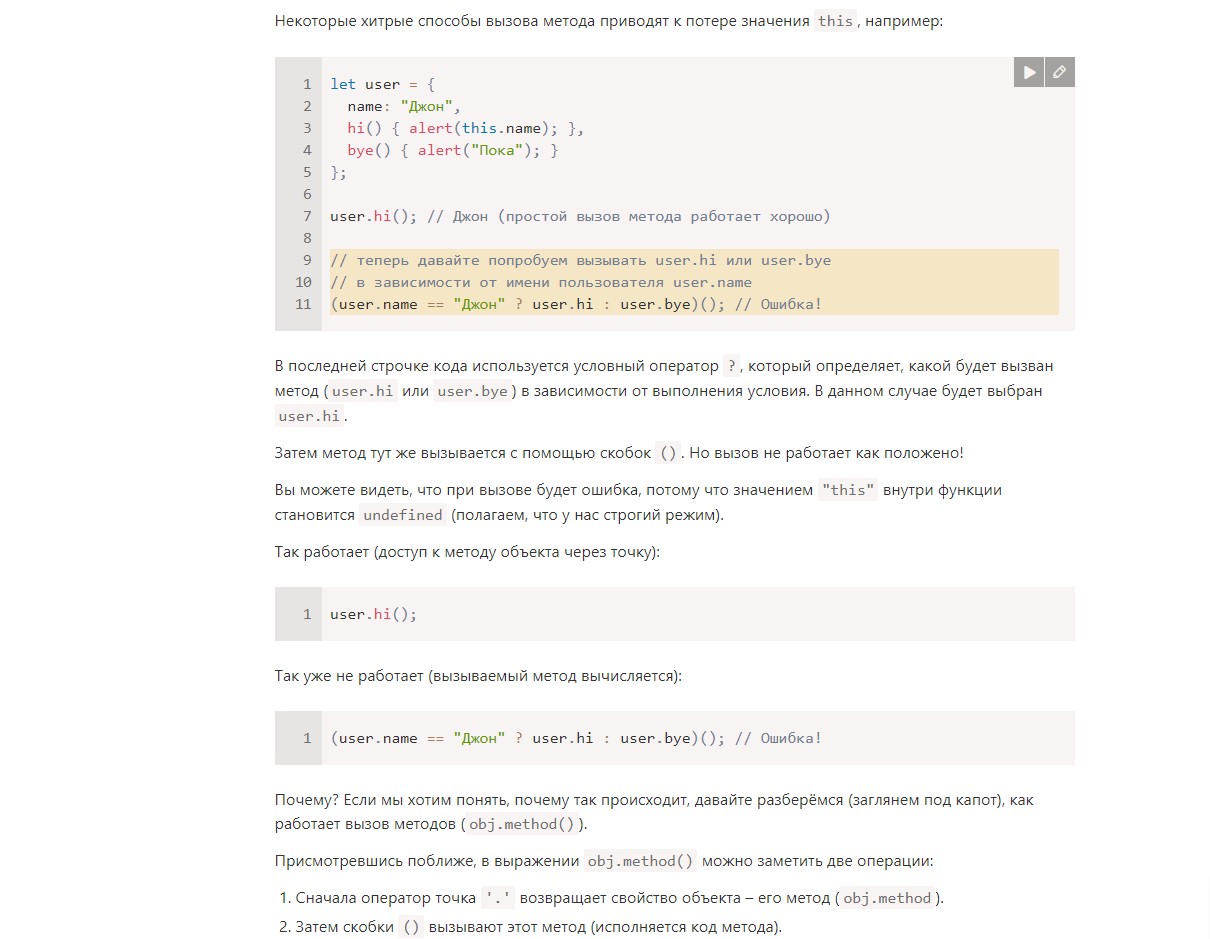 Некоторые хитрые способы вызова метода приводят к потере значения this, например:
1 let user = {
2   name: "Джон",
3   hi() { alert(this.name); },
4   bye() { alert("Пока"); }
5 };
6
7 user.hi(); // Джон (простой вызов метода работает хорошо)
8
9 // теперь давайте попробуем вызывать user.hi или user.bye
10 // в зависимости от имени пользователя user.name
11 (user.name == "Джон" ? user.hi : user.bye)(); // Ошибка!
В последней строчке кода используется условный оператор ?, который определяет, какой будет вызван
метод (user.hi или user.bye) в зависимости от выполнения условия. В данном случае будет выбран
user.hi.
Затем метод тут же вызывается с помощью скобок (). Но вызов не работает как положено!
Вы можете видеть, что при вызове будет ошибка, потому что значением "this" внутри функции
становится undefined (полагаем, что у нас строгий режим).
Так работает (доступ к методу объекта через точку):
1 user.hi();
Так уже не работает (вызываемый метод вычисляется):
1 (user.name == "Джон" ? user.hi : user.bye)(); // Ошибка!
Почему? Если мы хотим понять, почему так происходит, давайте разберёмся (заглянем под капот), как
работает вызов методов (obj.method()).
Присмотревшись поближе, в выражении obj.method() можно заметить две операции:
1. Сначала оператор точка '.' возвращает свойство объекта – его метод (obj.method).
2. Затем скобки () вызывают этот метод (исполняется код метода).